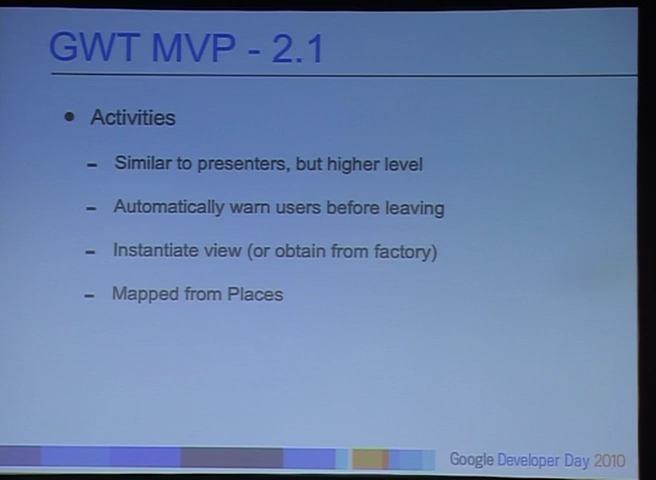 GWT MVP - 2.1
• Activities
– Similar to presenters, but higher level
– Automatically warn users before leaving
– Instantiate view (or obtain from factory)
– Mapped from Places
Google Developer Day 2010